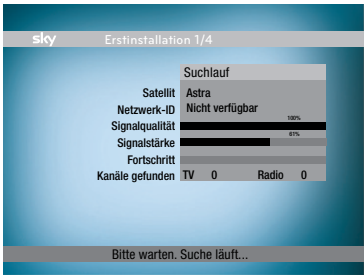 sky Erstinstallation 1/4
Suchlauf
Satellit Astra
Netzwerk-ID Nicht verfügbar
100%
Signalqualität
61%
Signalstärke
Fortschritt
Kanäle gefunden TV 0 Radio 0
Bitte warten. Suche läuft...